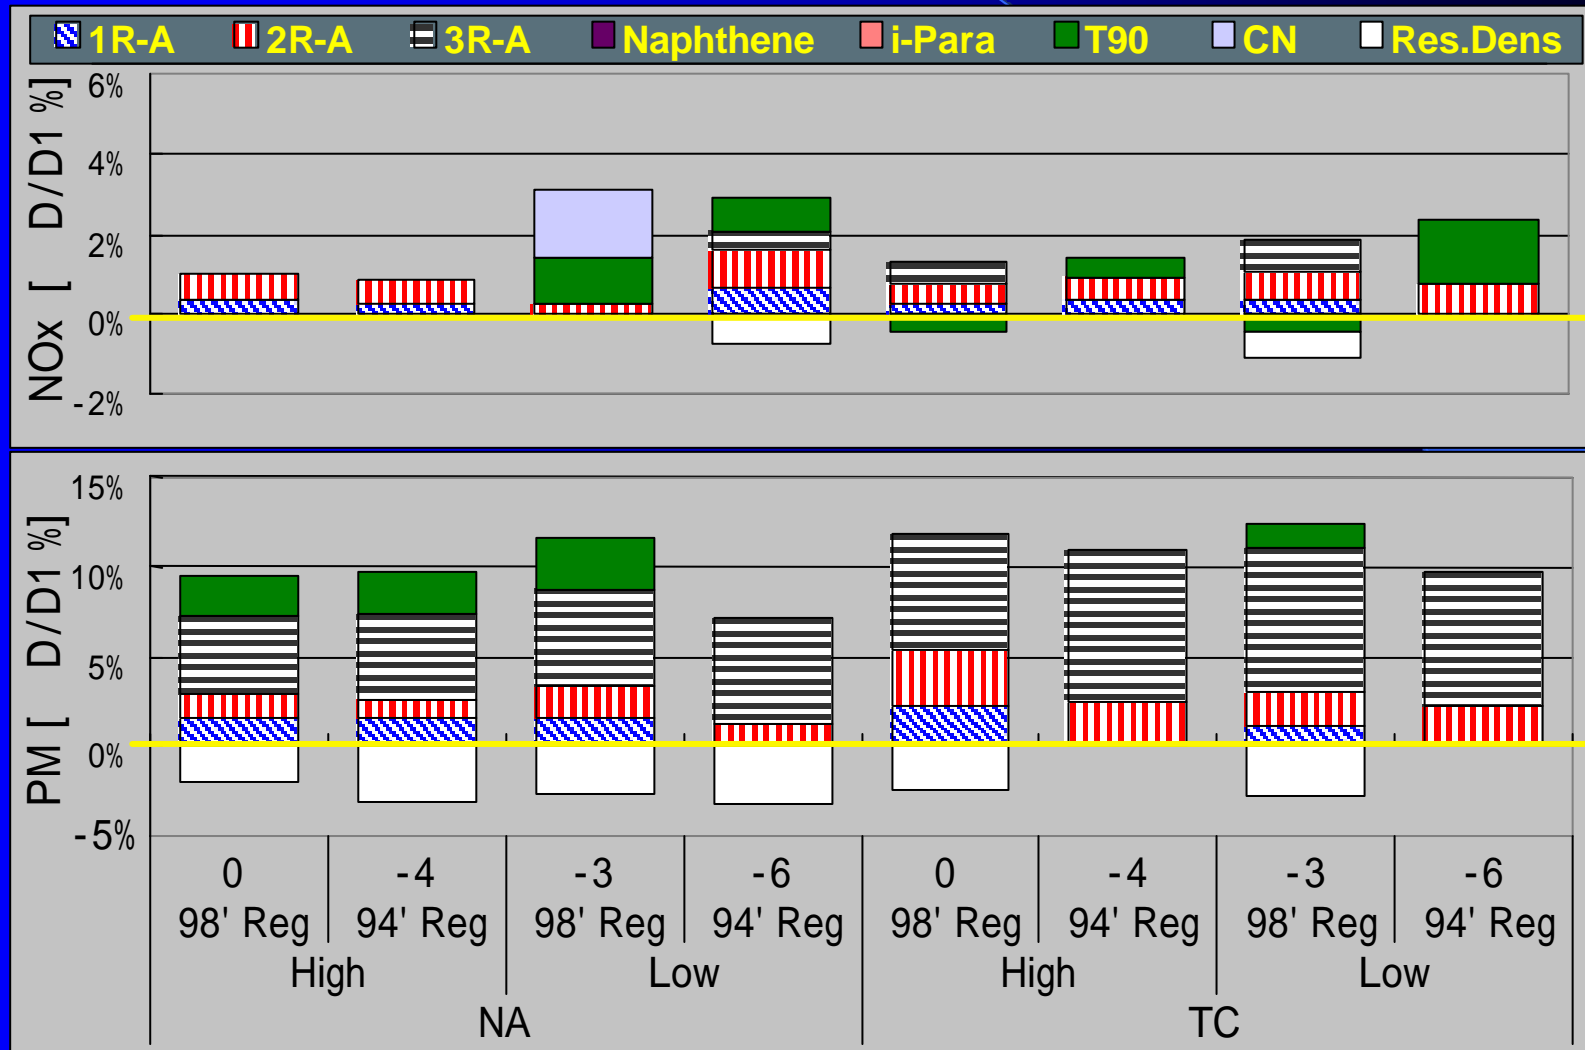 1R-A 2R-A 3R-A Naphthene i-Para T90 CN Res.Dens
NOx [ D/D1 %]
6%
4%
2%
0%
-2%
PM [ D/D1 %]
15%
10%
5%
0%
-5%
0 -4 -3 -6 0 -4 -3 -6
98' Reg 94' Reg 98' Reg 94' Reg 98' Reg 94' Reg 98' Reg 94' Reg
High Low High Low
NA TC